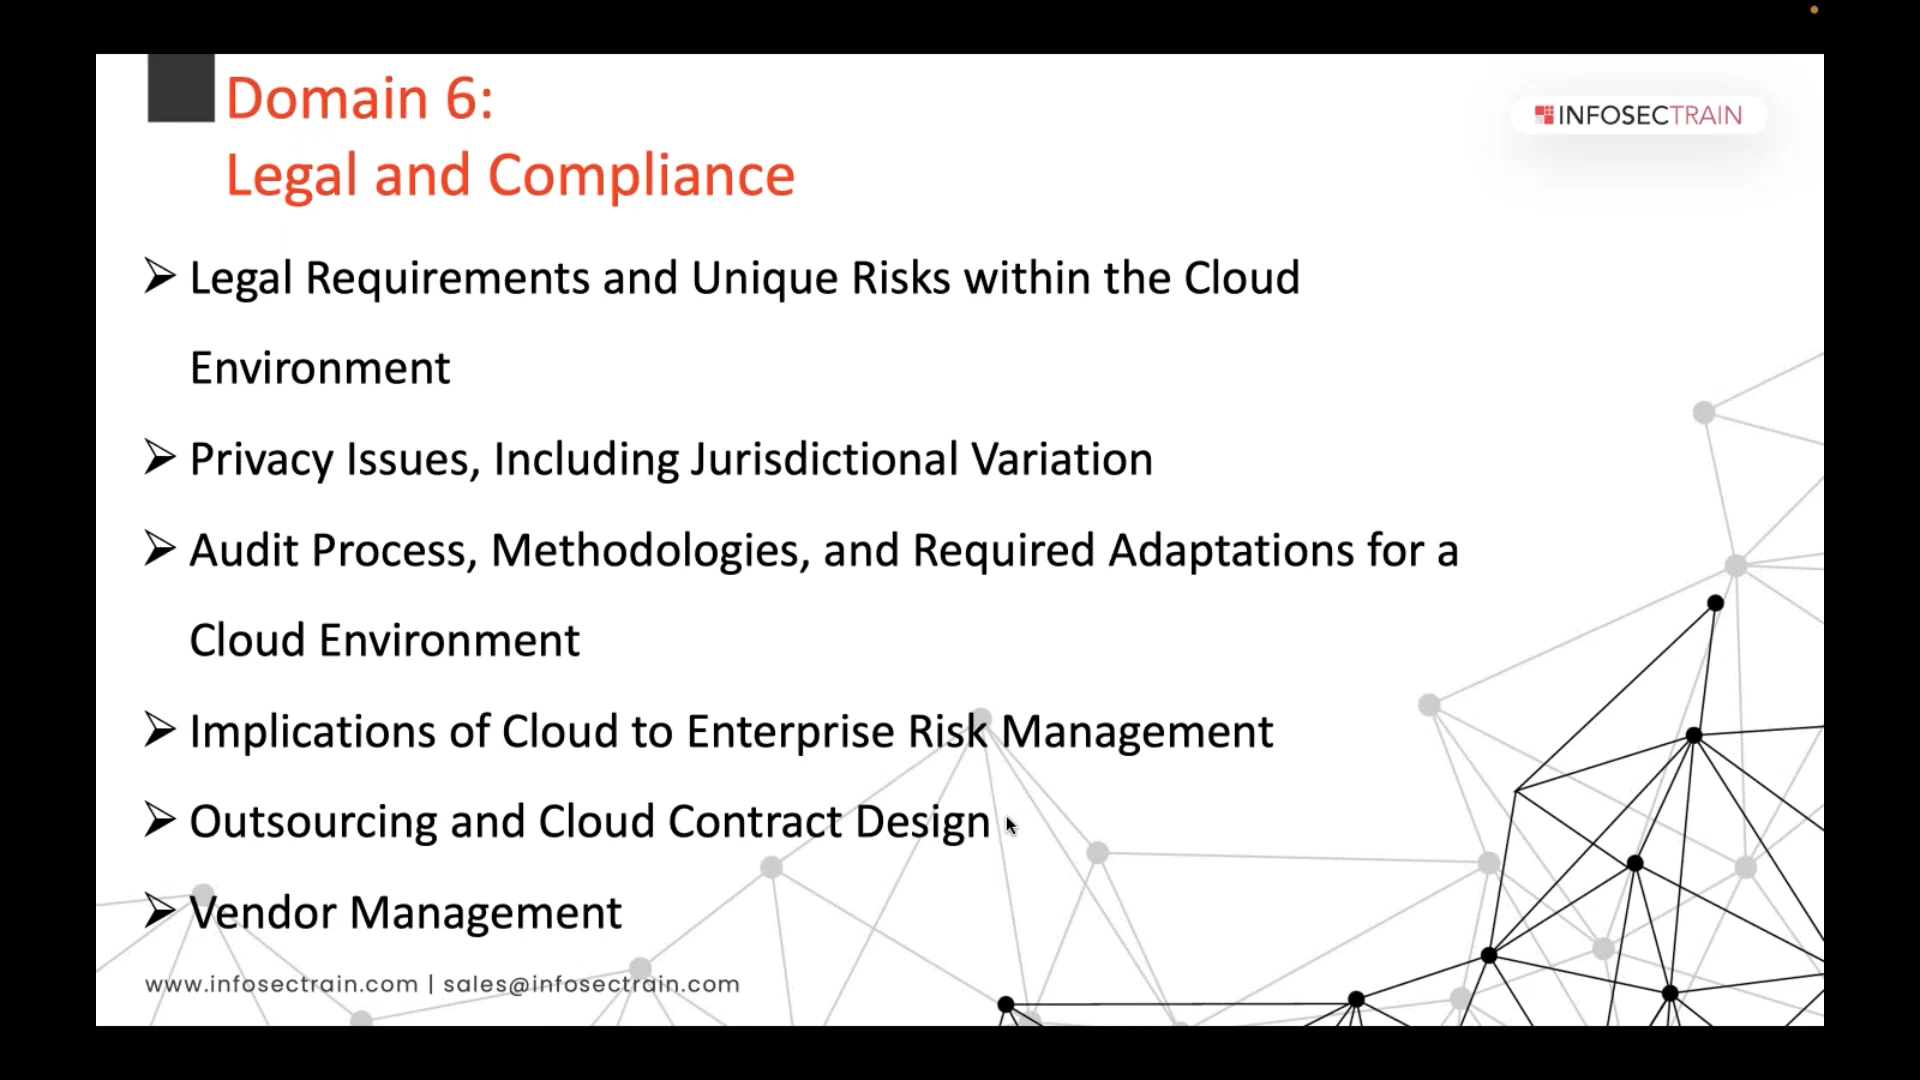 Domain 6:
INFOSECTRAIN
Legal and Compliance
➢ Legal Requirements and Unique Risks within the Cloud
Environment
➢ Privacy Issues, Including Jurisdictional Variation
➢ Audit Process, Methodologies, and Required Adaptations for a
Cloud Environment
➢ Implications of Cloud to Enterprise Risk Management
➢ Outsourcing and Cloud Contract Design
➢ Vendor Management
www.infosectrain.com | sales@infosectrain.com